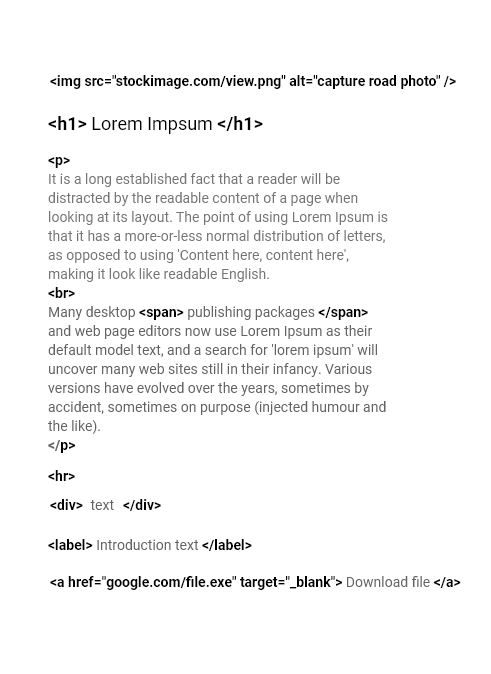 <img src="stockimage.com/view.png" alt="capture road photo" />
<h1> Lorem Impsum </h1>
<p>
It is a long established fact that a reader will be
distracted by the readable content of a page when
looking at its layout. The point of using Lorem Ipsum is
that it has a more-or-less normal distribution of letters,
as opposed to using 'Content here, content here',
making it look like readable English.
<br>
Many desktop <span> publishing packages </span>
and web page editors now use Lorem Ipsum as their
default model text, and a search for 'lorem ipsum' will
uncover many web sites still in their infancy. Various
versions have evolved over the years, sometimes by
accident, sometimes on purpose (injected humour and
the like).
</p>
<hr>
<div> text </div>
<label> Introduction text </label>
<a href="google.com/file.exe" target="_blank"> Download file </a>